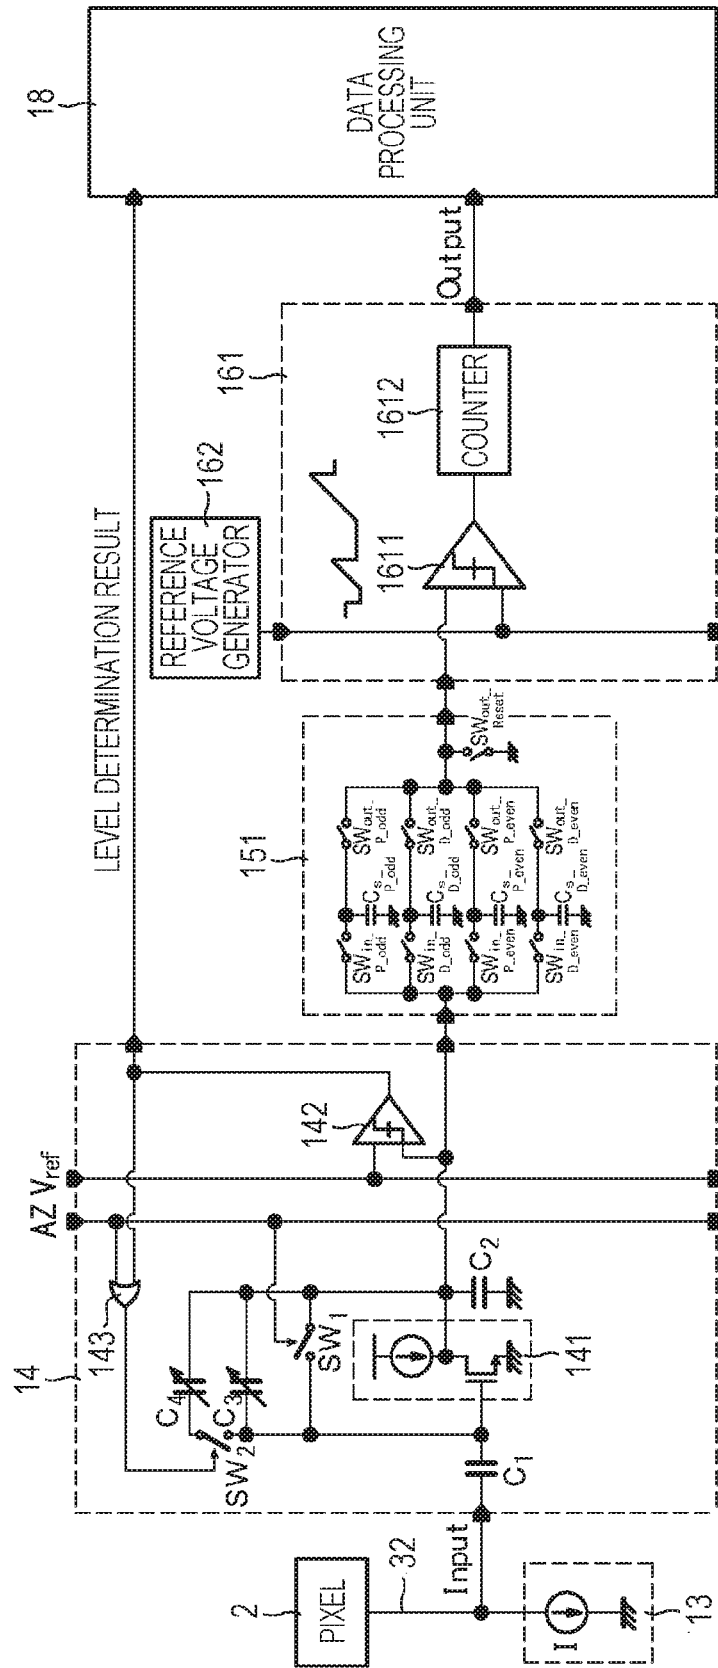 18
DATA
PROCESSING
UNIT
Output
161
1612
COUNTER
162
REFERENCE
VOLTAGE
GENERATOR
1611
LEVEL DETERMINATION RESULT
151
SWin_P_odd
Cs_P_odd
SWout_P_odd
SWin_D_odd
Cs_D_odd
SWout_D_odd
SWin_P_even
Cs_P_even
SWout_P_even
SWin_D_even
Cs_D_even
SWout_D_even
SWout_Reset
14
AZ Vref
142
143
C4
C3
SW2
SW1
C2
141
C1
Input
2
PIXEL
32
I
13